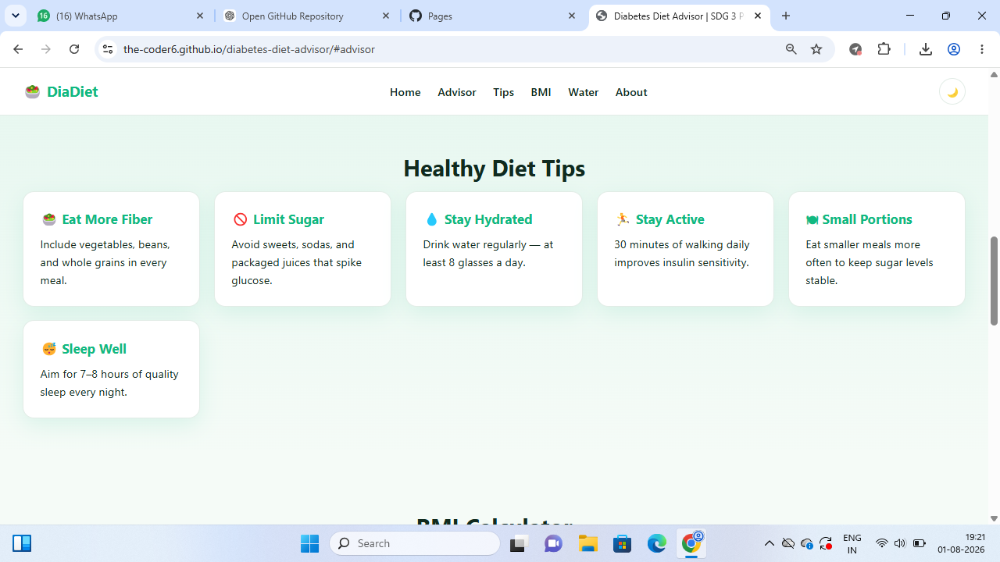 (16) WhatsApp
Open GitHub Repository
Pages
Diabetes Diet Advisor | SDG 3 P
the-coder6.github.io/diabetes-diet-advisor/#advisor
DiaDiet
Home
Advisor
Tips
BMI
Water
About
Healthy Diet Tips
Eat More Fiber
Include vegetables, beans,
and whole grains in every
meal.
Limit Sugar
Avoid sweets, sodas, and
packaged juices that spike
glucose.
Stay Hydrated
Drink water regularly — at
least 8 glasses a day.
Stay Active
30 minutes of walking daily
improves insulin sensitivity.
Small Portions
Eat smaller meals more
often to keep sugar levels
stable.
Sleep Well
Aim for 7–8 hours of quality
sleep every night.
BMI Calculator
Search
ENG
IN
19:21
01-08-2026